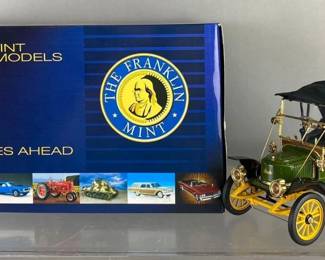 INT
MODELS
THE FRANKLIN
MINT
ES AHEAD